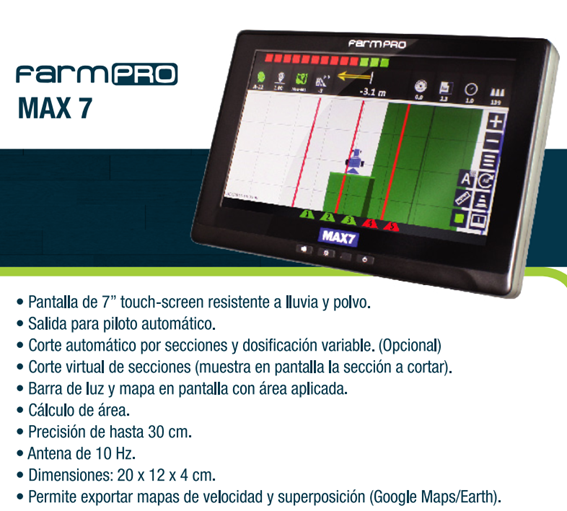 FARMPRO
FARMPRO
MAX 7
-3.1 m
A
MAX7
• Pantalla de 7” touch-screen resistente a lluvia y polvo.
• Salida para piloto automático.
• Corte automático por secciones y dosificación variable. (Opcional)
• Corte virtual de secciones (muestra en pantalla la sección a cortar).
• Barra de luz y mapa en pantalla con área aplicada.
• Cálculo de área.
• Precisión de hasta 30 cm.
• Antena de 10 Hz.
• Dimensiones: 20 x 12 x 4 cm.
• Permite exportar mapas de velocidad y superposición (Google Maps/Earth).